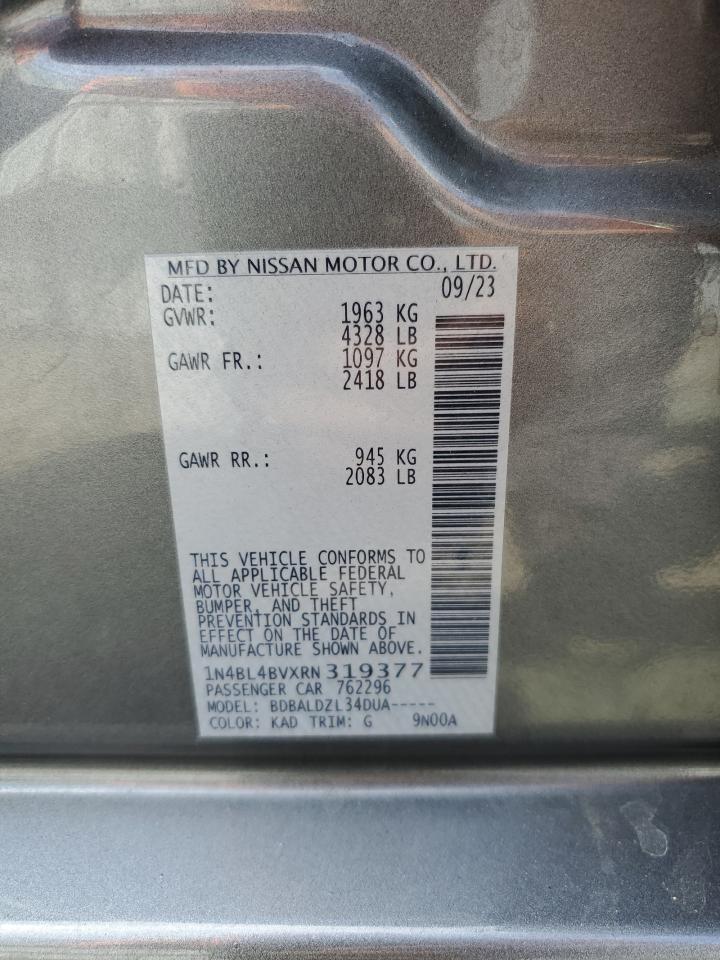 MFD BY NISSAN MOTOR CO., LTD.
DATE: 09/23
GVWR: 1963 KG
4328 LB
GAWR FR.: 1097 KG
2418 LB
GAWR RR.: 945 KG
2083 LB
THIS VEHICLE CONFORMS TO
ALL APPLICABLE FEDERAL
MOTOR VEHICLE SAFETY,
BUMPER, AND THEFT
PREVENTION STANDARDS IN
EFFECT ON THE DATE OF
MANUFACTURE SHOWN ABOVE.
1N4BL4BVXRN319377
PASSENGER CAR 762296
MODEL: BDBALDZL34DUA-----
COLOR: KAD TRIM: G 9N00A